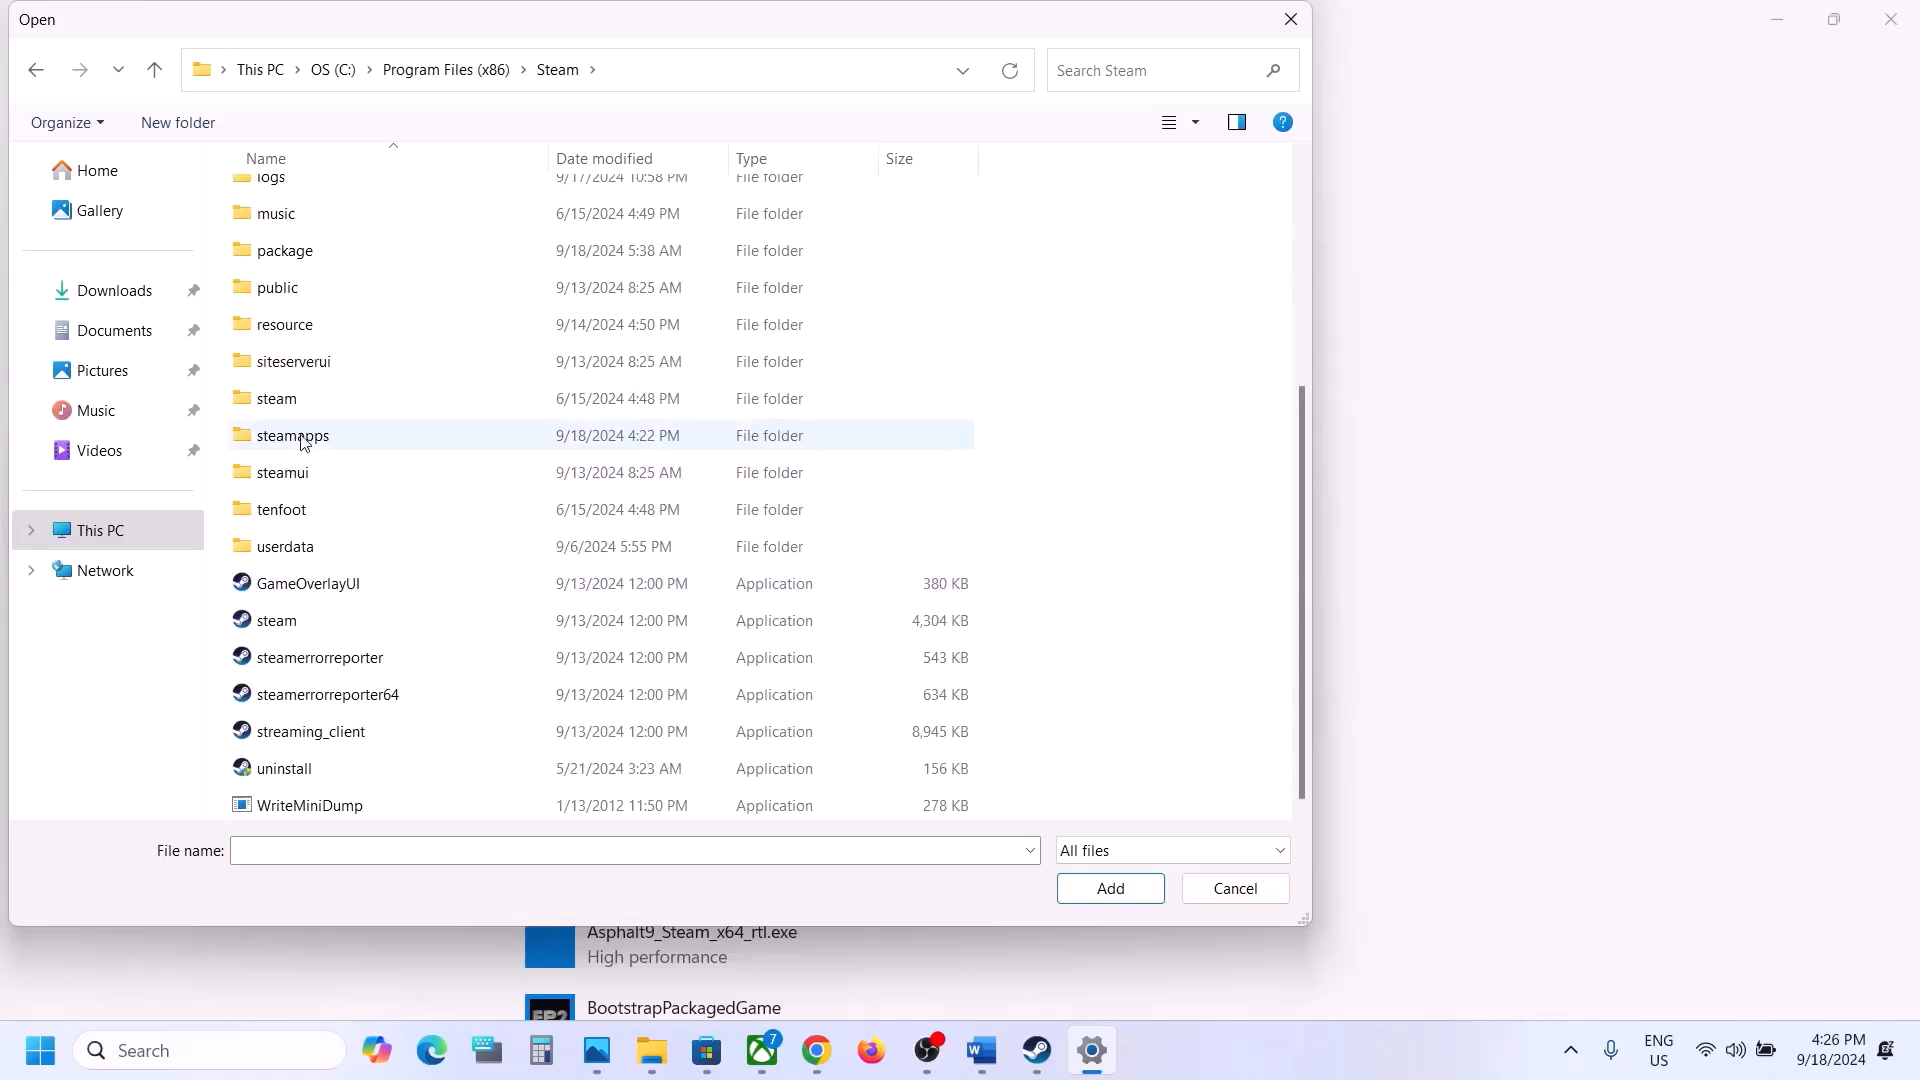 Open
This PC > OS (C:) > Program Files (x86) > Steam >
Search Steam
Organize
New folder
Name
Date modified
Type
Size
Home
Gallery
Downloads
Documents
Pictures
Music
Videos
This PC
Network
logs 9/17/2024 10:58 PM File folder
music 6/15/2024 4:49 PM File folder
package 9/18/2024 5:38 AM File folder
public 9/13/2024 8:25 AM File folder
resource 9/14/2024 4:50 PM File folder
siteserverui 9/13/2024 8:25 AM File folder
steam 6/15/2024 4:48 PM File folder
steamapps 9/18/2024 4:22 PM File folder
steamui 9/13/2024 8:25 AM File folder
tenfoot 6/15/2024 4:48 PM File folder
userdata 9/6/2024 5:55 PM File folder
GameOverlayUI 9/13/2024 12:00 PM Application 380 KB
steam 9/13/2024 12:00 PM Application 4,304 KB
steamerrorreporter 9/13/2024 12:00 PM Application 543 KB
steamerrorreporter64 9/13/2024 12:00 PM Application 634 KB
streaming_client 9/13/2024 12:00 PM Application 8,945 KB
uninstall 5/21/2024 3:23 AM Application 156 KB
WriteMiniDump 1/13/2012 11:50 PM Application 278 KB
File name:
All files
Add
Cancel
Asphalt9_Steam_x64_rtl.exe
High performance
BootstrapPackagedGame
Search
7
ENG
US
4:26 PM
9/18/2024